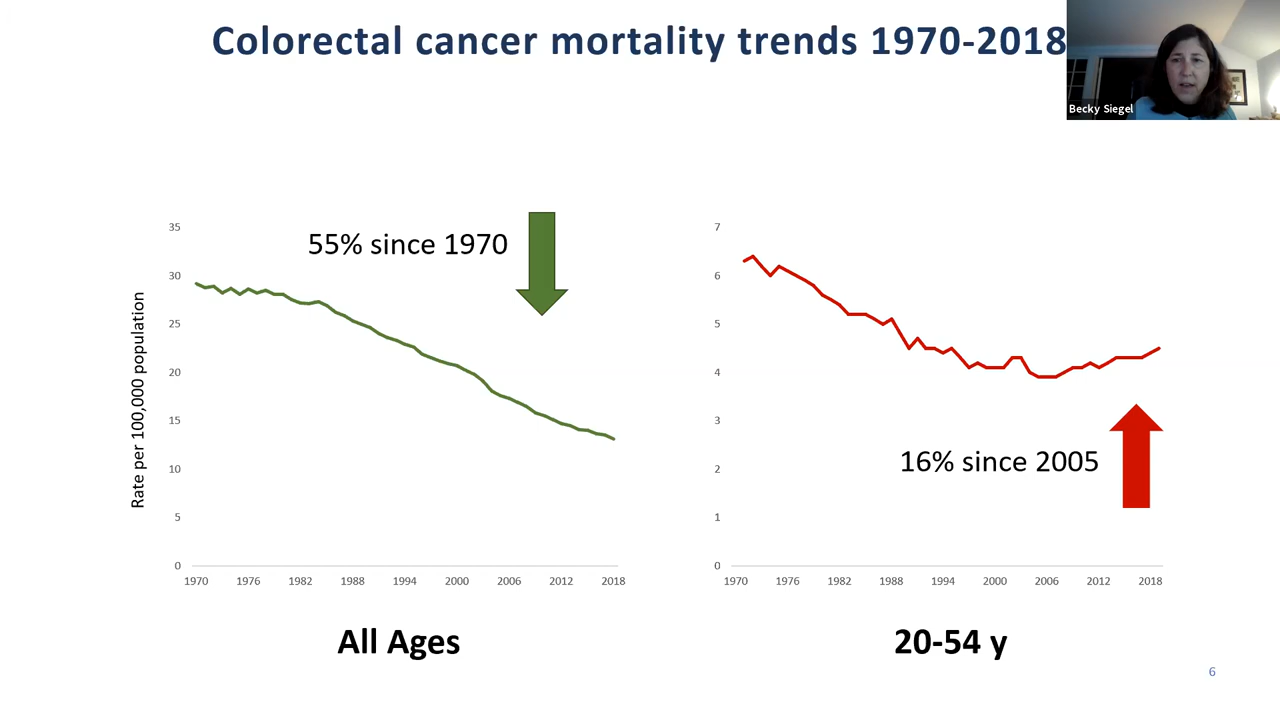 Colorectal cancer mortality trends 1970-2018
Becky Siegel
Rate per 100,000 population
35
30
25
20
15
10
5
0
55% since 1970
1970 1976 1982 1988 1994 2000 2006 2012 2018
All Ages
7
6
5
4
3
2
1
0
16% since 2005
1970 1976 1982 1988 1994 2000 2006 2012 2018
20-54 y
6